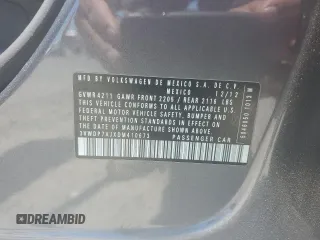 MFD BY VOLKSWAGEN DE MEXICO S.A. DE C.V.
MEXICO 12/12
GVWR 4211 GAWR FRONT 2205 / REAR 2116 LBS
THIS VEHICLE CONFORMS TO ALL APPLICABLE U.S.
FEDERAL MOTOR VEHICLE SAFETY, BUMPER, AND
THEFT PREVENTION STANDARDS IN EFFECT ON THE
DATE OF MANUFACTURE SHOWN ABOVE.
PASSENGER CAR
AUTO.BIDCARS